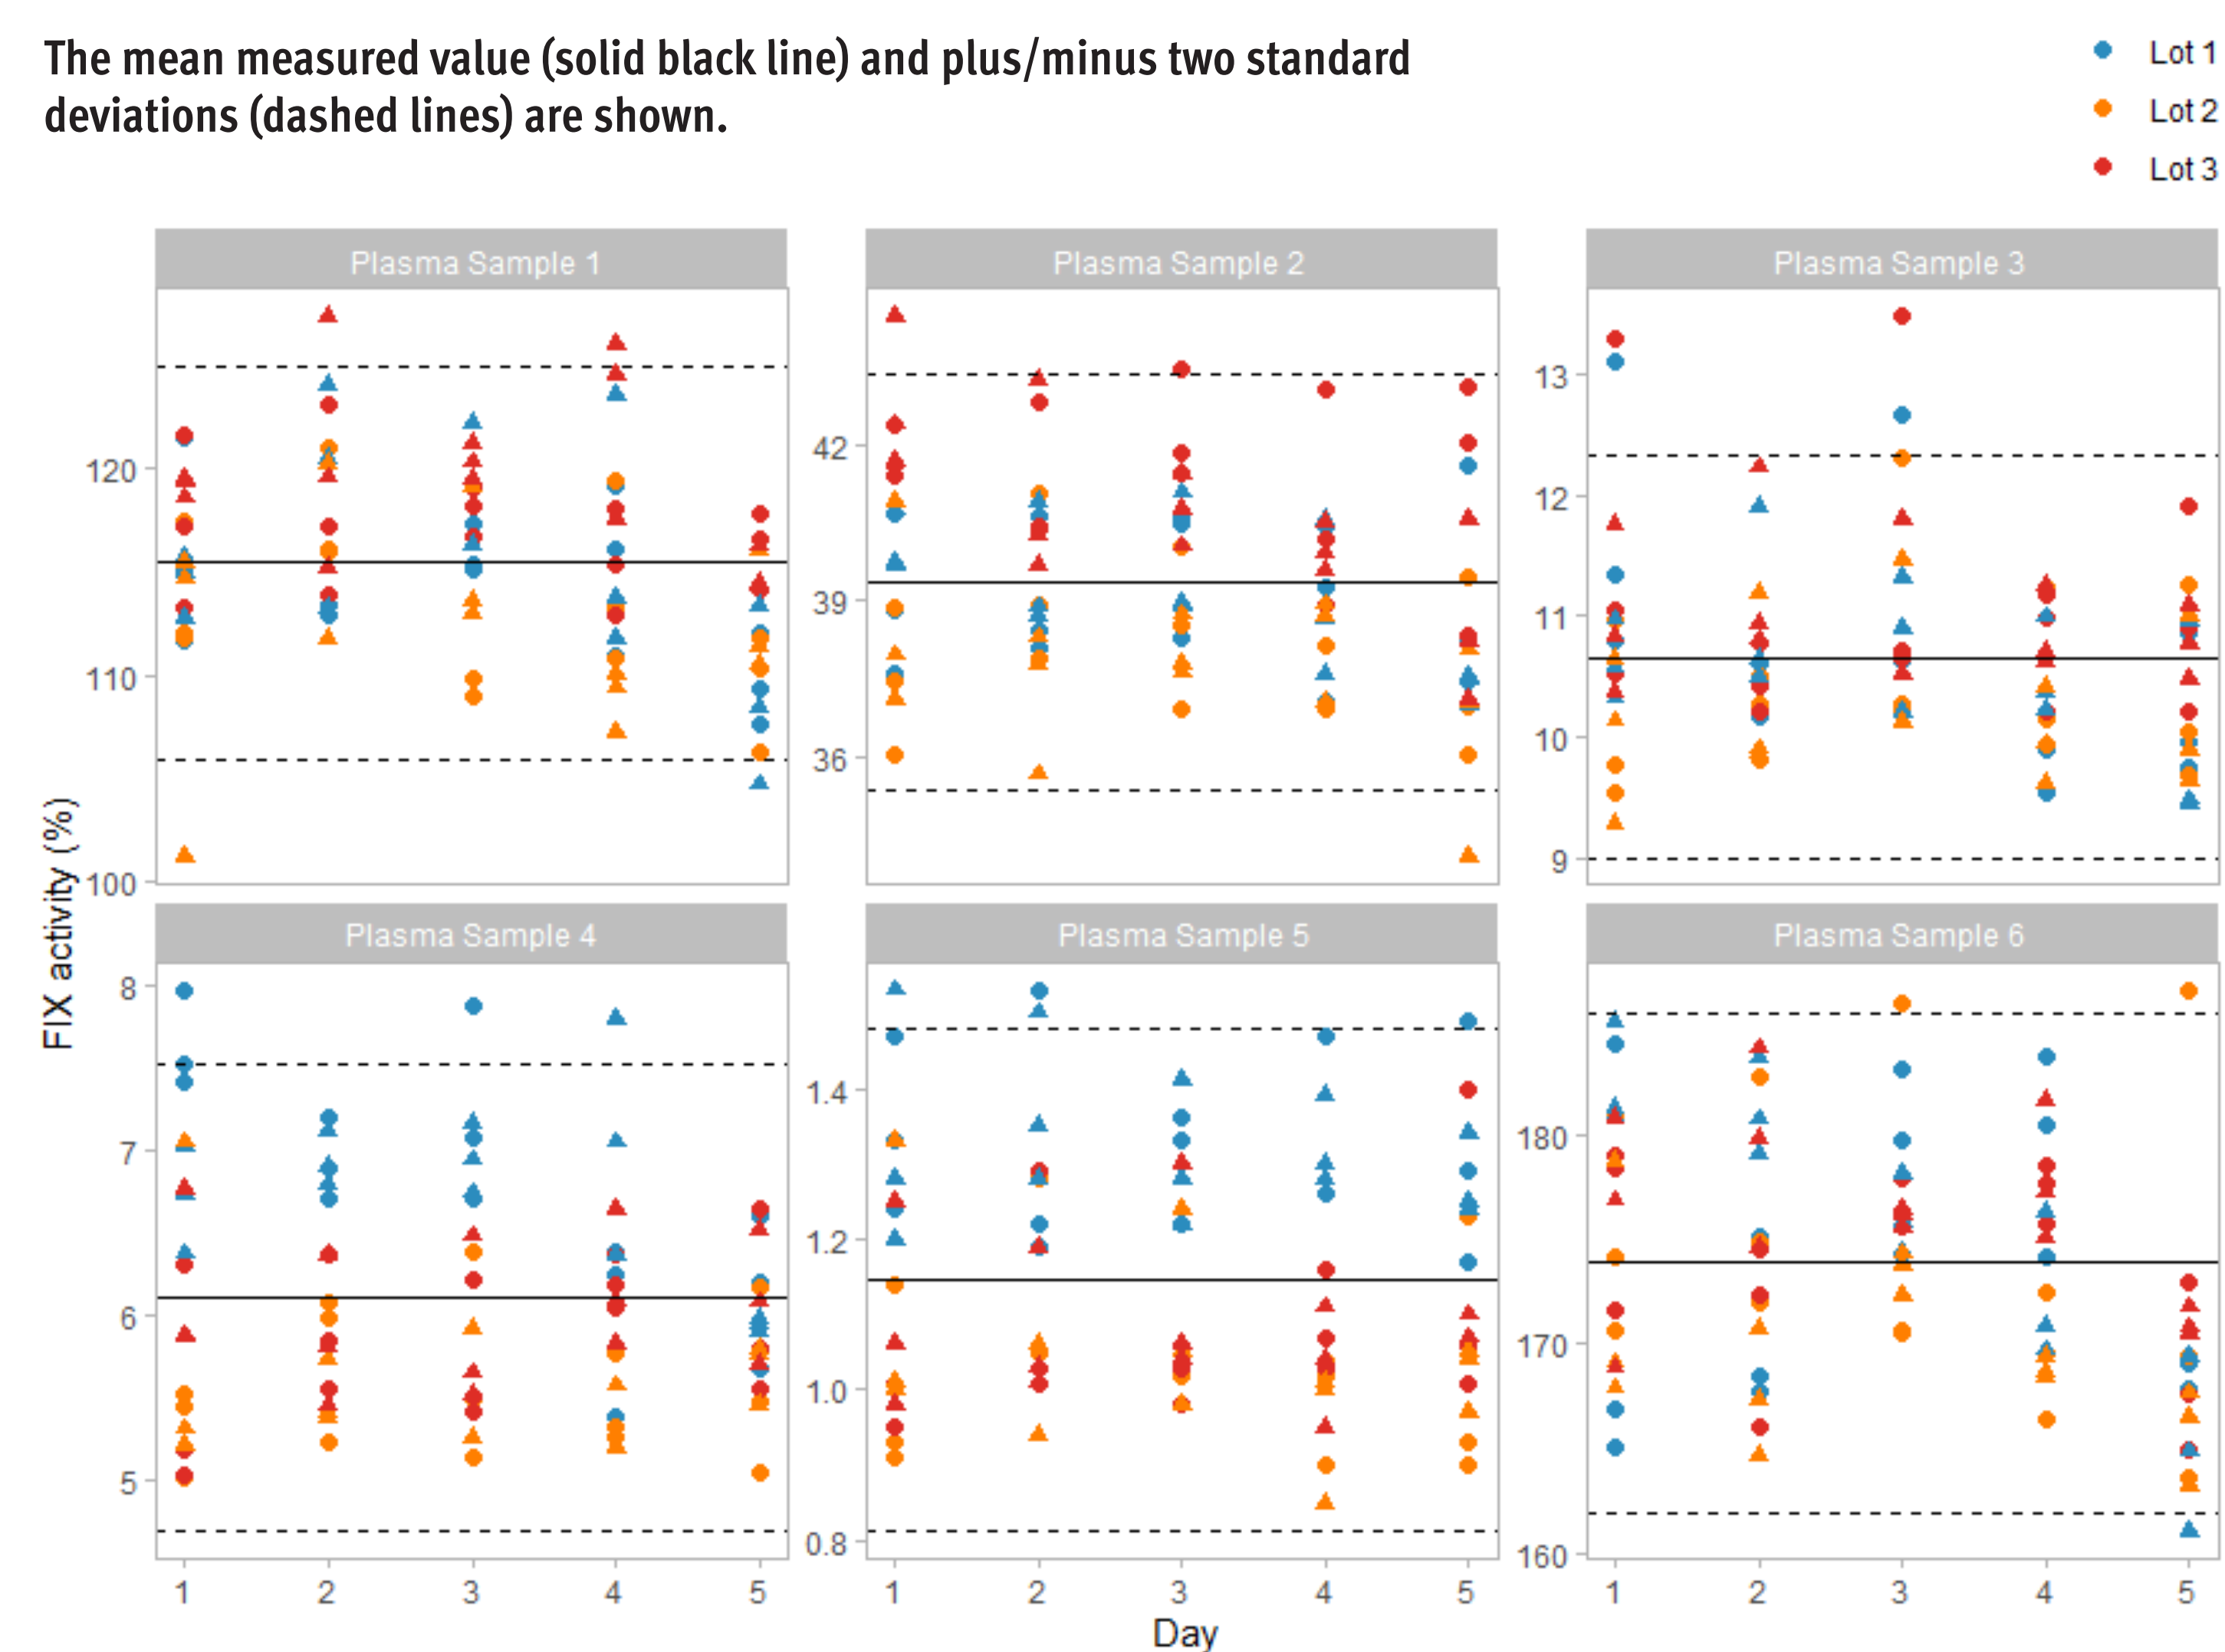 The mean measured value (solid black line) and plus/minus two standard
deviations (dashed lines) are shown.
Lot 1
Lot 2
Lot 3
Plasma Sample 1
Plasma Sample 2
Plasma Sample 3
120
110
100
42
39
36
13
12
11
10
9
FIX activity (%)
Plasma Sample 4
Plasma Sample 5
Plasma Sample 6
8
7
6
5
1.4
1.2
1.0
0.8
180
170
160
1 2 3 4 5
1 2 3 4 5
1 2 3 4 5
Day